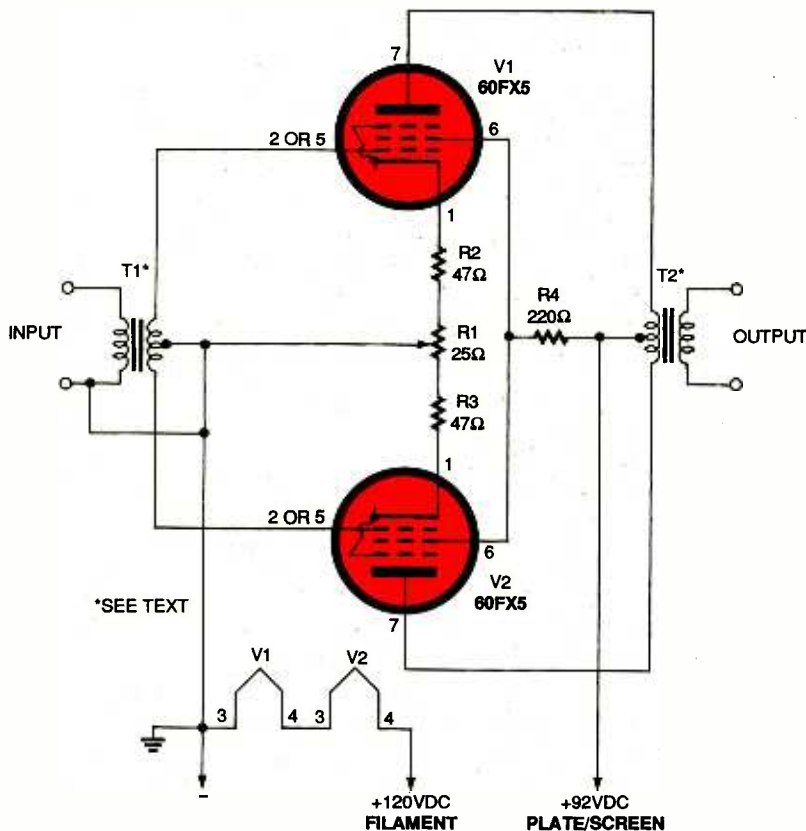 7
V1
60FX5
2 OR 5
6
1
T1*
R2
47Ω
R4
220Ω
T2*
INPUT
R1
25Ω
OUTPUT
R3
47Ω
1
2 OR 5
6
V2
60FX5
*SEE TEXT
7
V1
V2
3
4
3
4
–
+120VDC
FILAMENT
+92VDC
PLATE/SCREEN